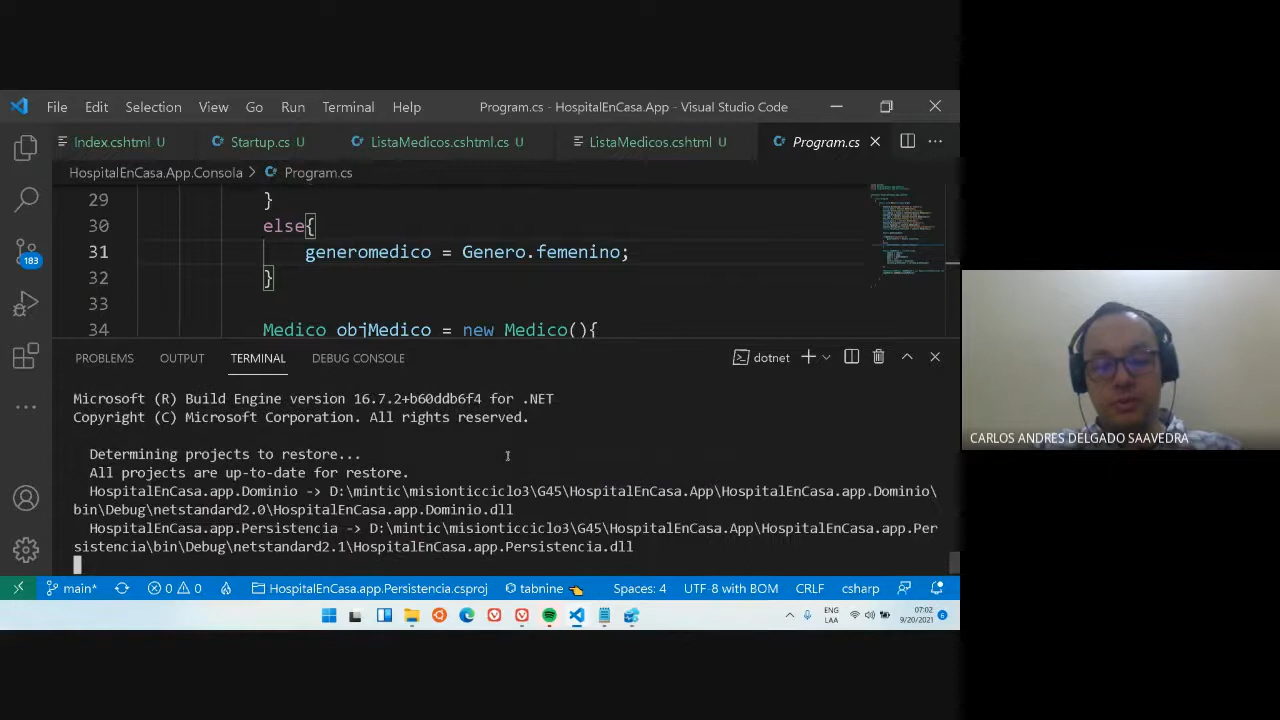 File Edit Selection View Go Run Terminal Help Program.cs - HospitalEnCasa.App - Visual Studio Code
Index.cshtml U Startup.cs U ListaMedicos.cshtml.cs U ListaMedicos.cshtml U Program.cs
HospitalEnCasa.App.Consola > Program.cs
29 }
30 else{
31 generomedico = Genero.femenino;
32 }
33
34 Medico objMedico = new Medico(){
183
PROBLEMS OUTPUT TERMINAL DEBUG CONSOLE dotnet
Microsoft (R) Build Engine version 16.7.2+b60ddb6f4 for .NET
Copyright (C) Microsoft Corporation. All rights reserved.
Determining projects to restore...
All projects are up-to-date for restore.
HospitalEnCasa.app.Dominio -> D:\mintic\misionticciclo3\G45\HospitalEnCasa.App\HospitalEnCasa.app.Dominio\
bin\Debug\netstandard2.0\HospitalEnCasa.app.Dominio.dll
HospitalEnCasa.app.Persistencia -> D:\mintic\misionticciclo3\G45\HospitalEnCasa.App\HospitalEnCasa.app.Per
sistencia\bin\Debug\netstandard2.1\HospitalEnCasa.app.Persistencia.dll
main* 0 0 HospitalEnCasa.app.Persistencia.csproj tabnine Spaces: 4 UTF-8 with BOM CRLF csharp
ENG
LAA
07:02
9/20/2021
6
CARLOS ANDRES DELGADO SAAVEDRA